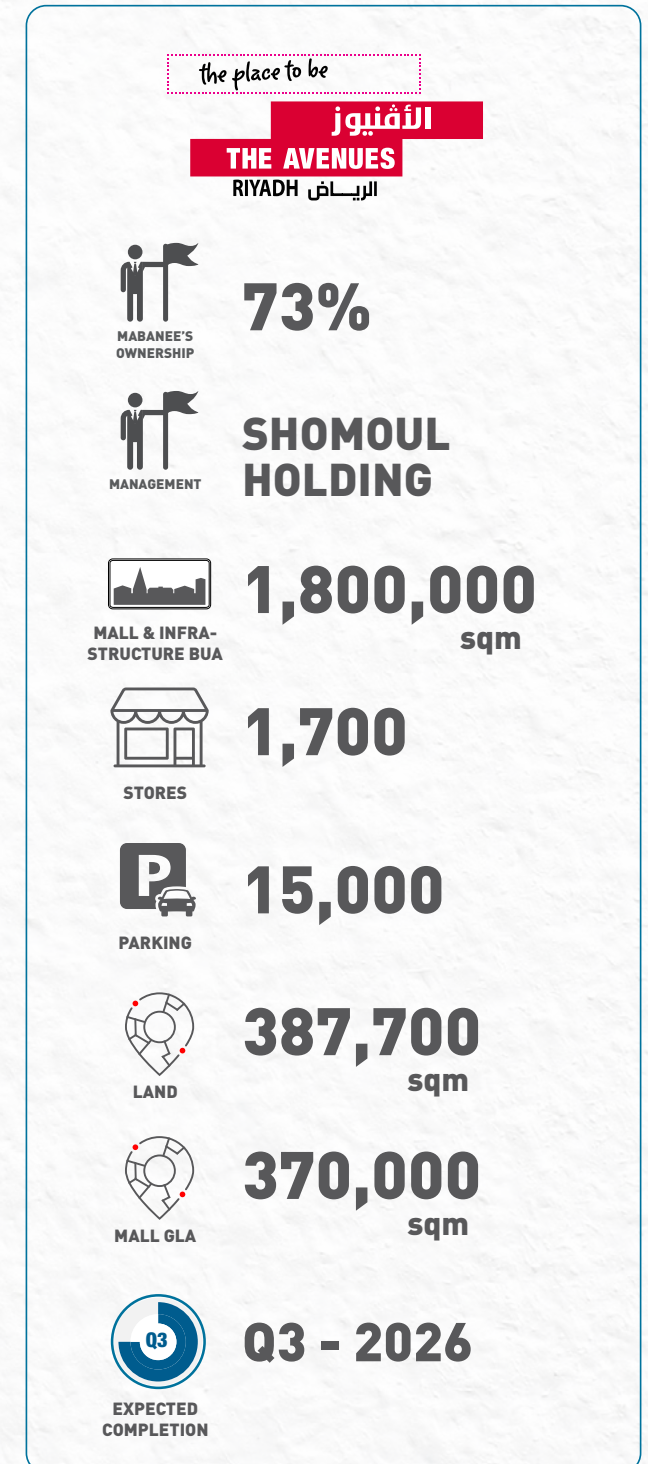 the place to be
الأڤنيوز
THE AVENUES
RIYADH الرياض
73%
MABANEE'S
OWNERSHIP
SHOMOUL
HOLDING
MANAGEMENT
1,800,000
sqm
MALL & INFRA-
STRUCTURE BUA
1,700
STORES
P
15,000
PARKING
387,700
sqm
LAND
370,000
sqm
MALL GLA
Q3
Q3 - 2026
EXPECTED
COMPLETION